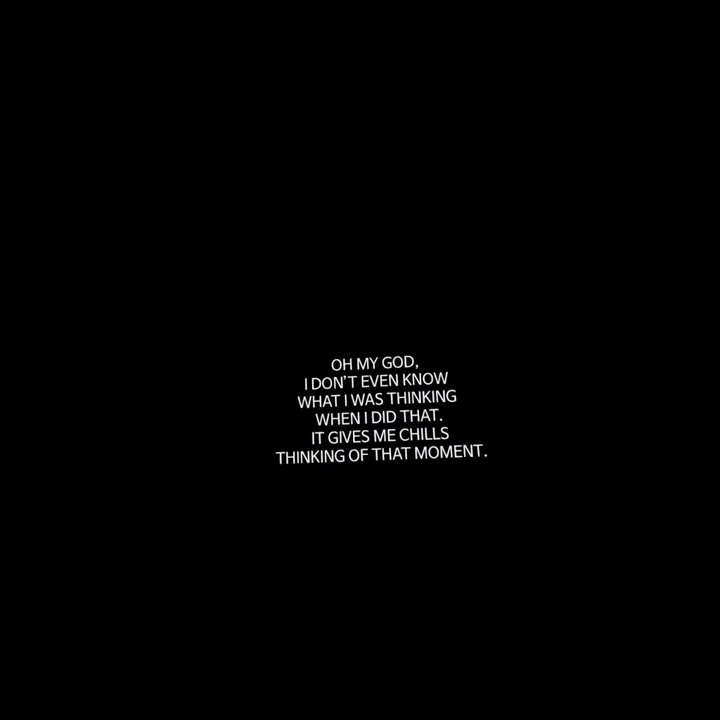 OH MY GOD,
I DON'T EVEN KNOW
WHAT I WAS THINKING
WHEN I DID THAT.
IT GIVES ME CHILLS
THINKING OF THAT MOMENT.